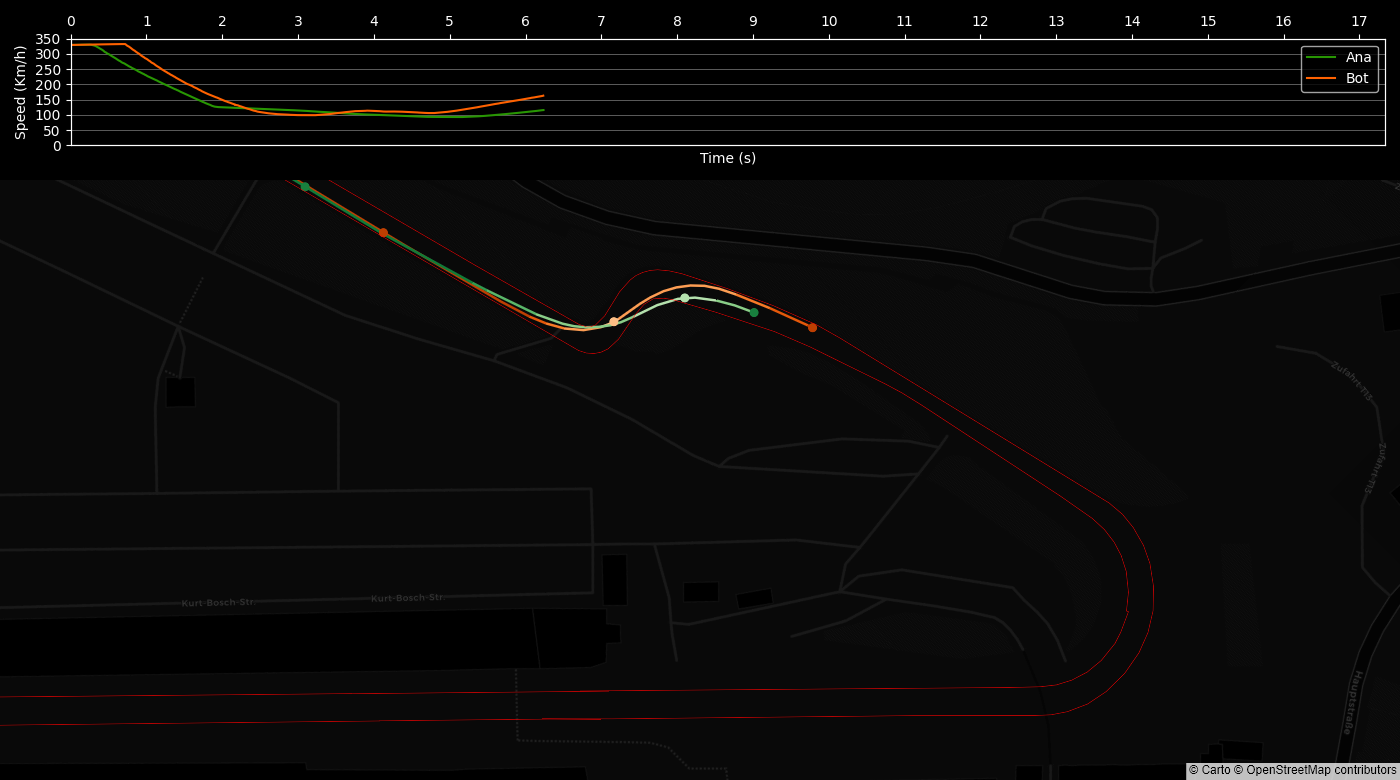 0 1 2 3 4 5 6 7 8 9 10 11 12 13 14 15 16 17
350
300
250
200
150
100
50
0
Speed (Km/h)
Ana
Bot
Time (s)
Zufahrt T15
Zufahrt T15
Kurt-Bosch-Str.
Kurt-Bosch-Str.
Hauptstraße
© Carto © OpenStreetMap contributors